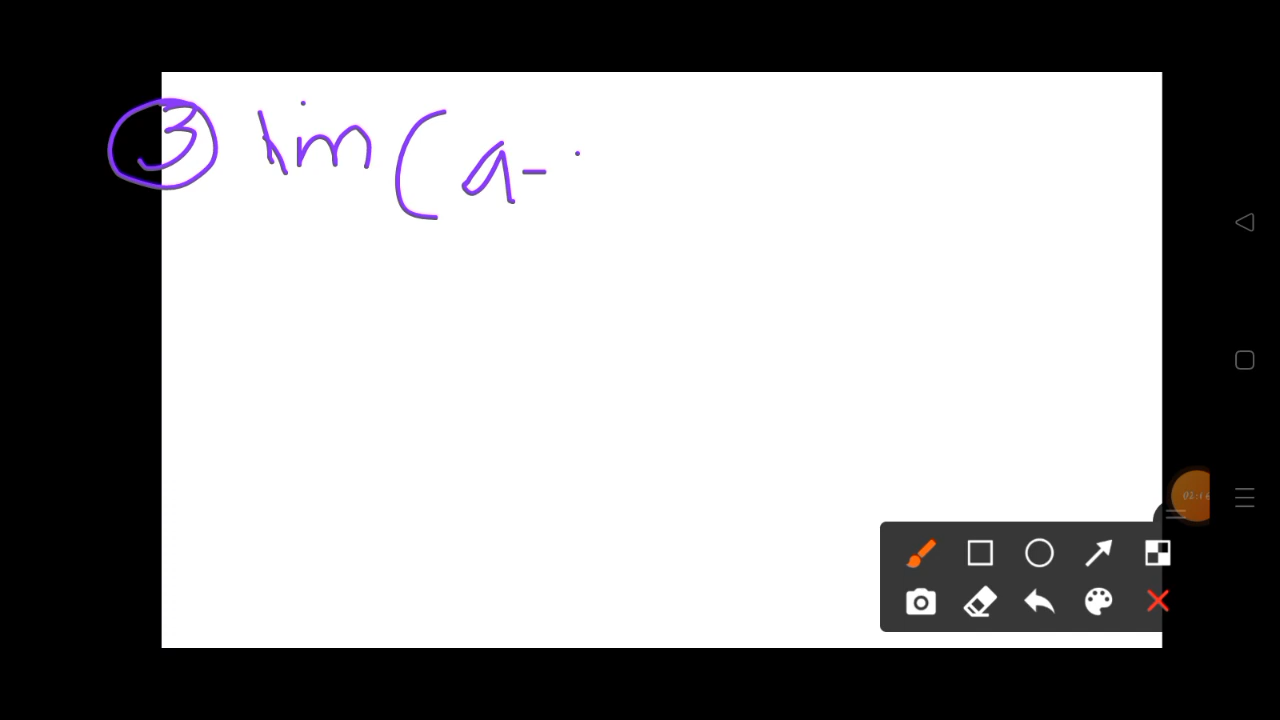 ③ lim ( a -